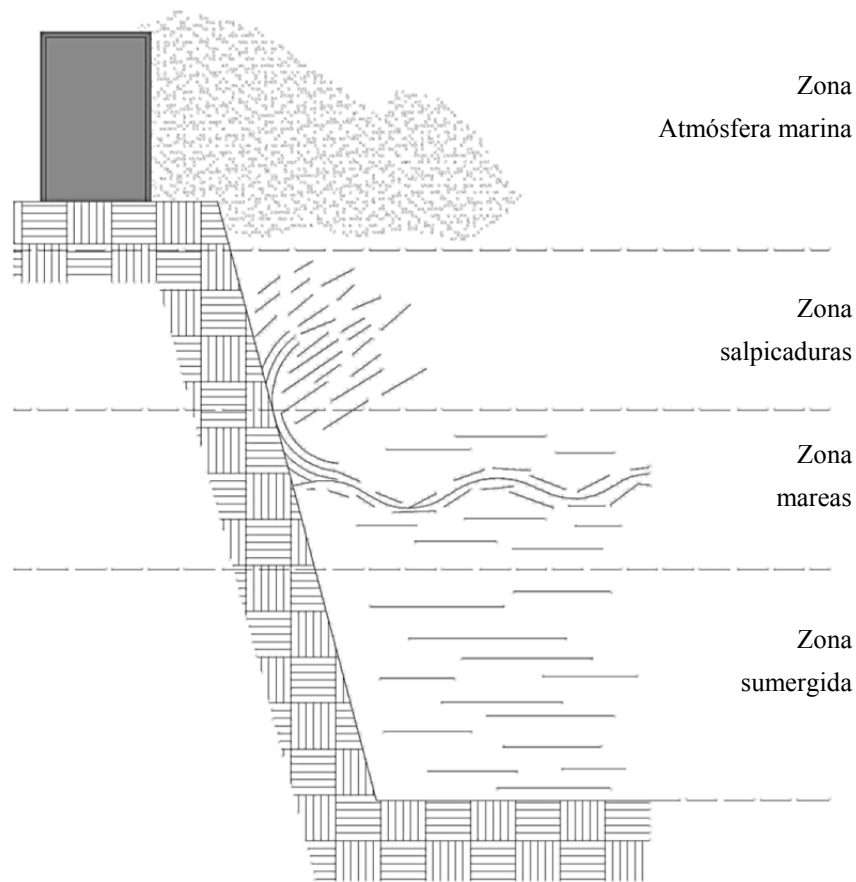 Zona
Atmósfera marina
Zona
salpicaduras
Zona
mareas
Zona
sumergida